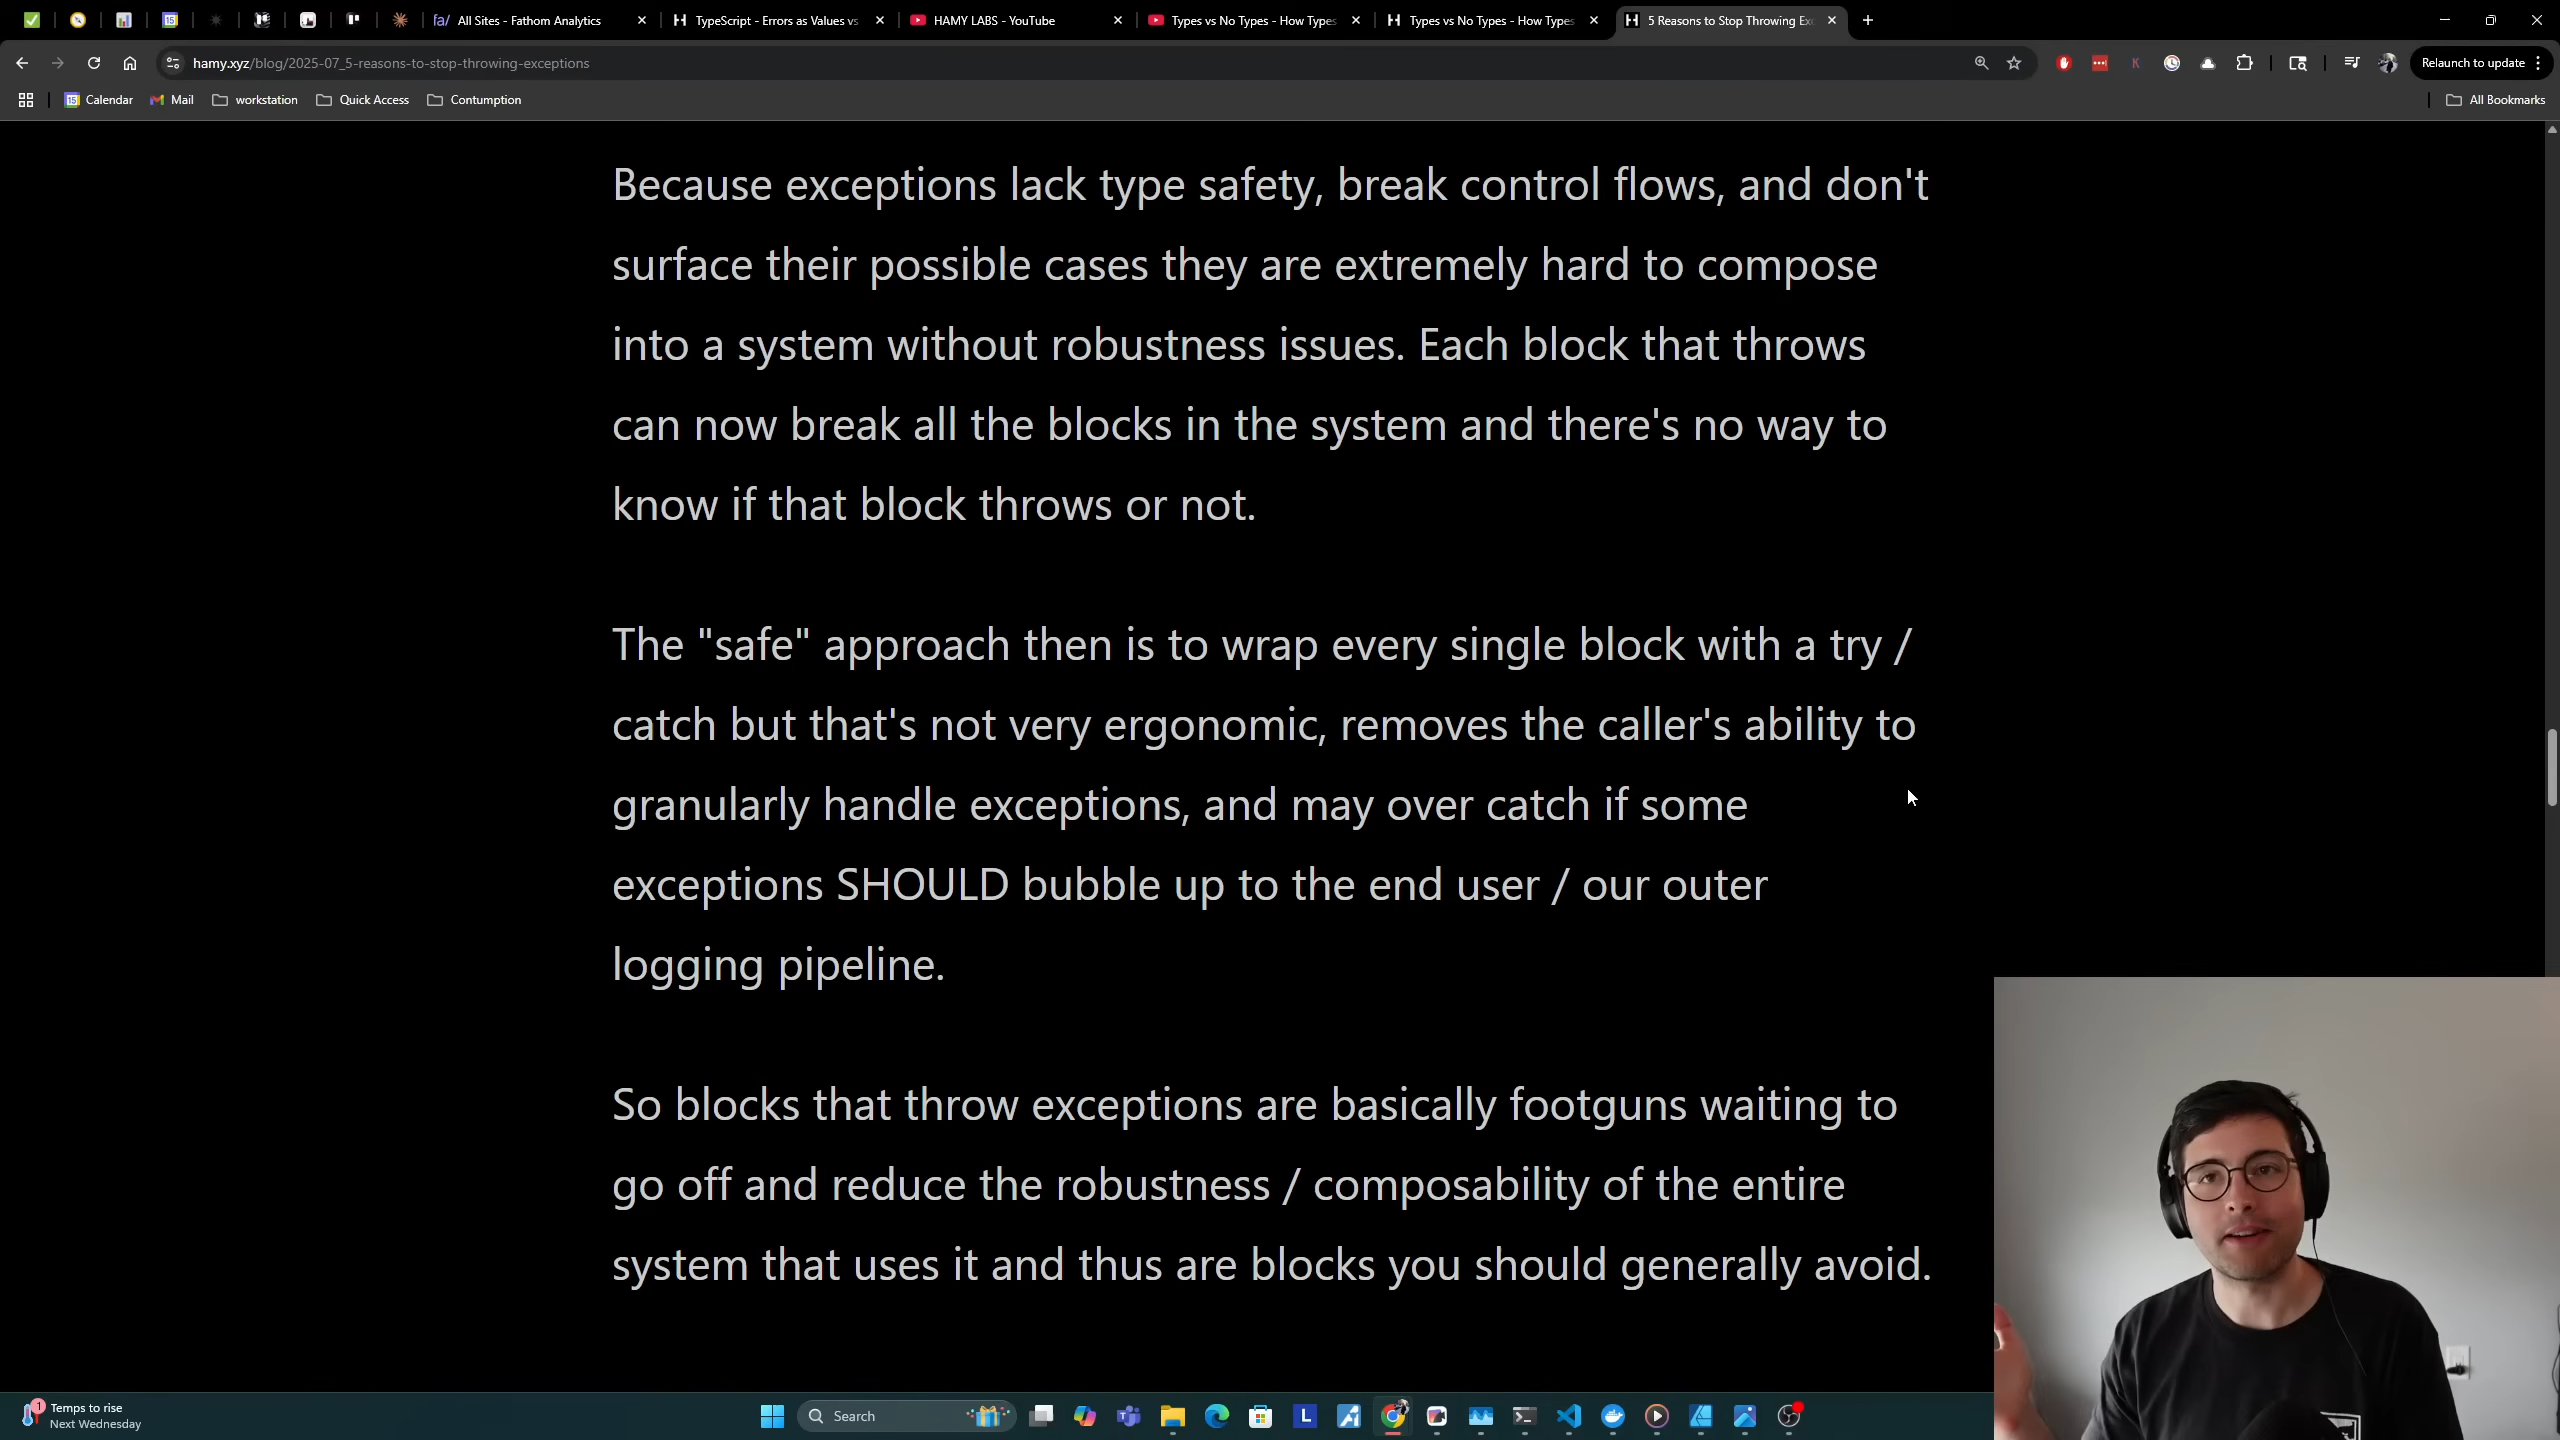 All Sites - Fathom Analytics
TypeScript - Errors as Values vs
HAMY LABS - YouTube
Types vs No Types - How Types
Types vs No Types - How Types
5 Reasons to Stop Throwing Exc
hamy.xyz/blog/2025-07_5-reasons-to-stop-throwing-exceptions
Relaunch to update
Calendar
Mail
workstation
Quick Access
Contumption
All Bookmarks
Because exceptions lack type safety, break control flows, and don't
surface their possible cases they are extremely hard to compose
into a system without robustness issues. Each block that throws
can now break all the blocks in the system and there's no way to
know if that block throws or not.
The "safe" approach then is to wrap every single block with a try /
catch but that's not very ergonomic, removes the caller's ability to
granularly handle exceptions, and may over catch if some
exceptions SHOULD bubble up to the end user / our outer
logging pipeline.
So blocks that throw exceptions are basically footguns waiting to
go off and reduce the robustness / composability of the entire
system that uses it and thus are blocks you should generally avoid.
1
Temps to rise
Next Wednesday
Search